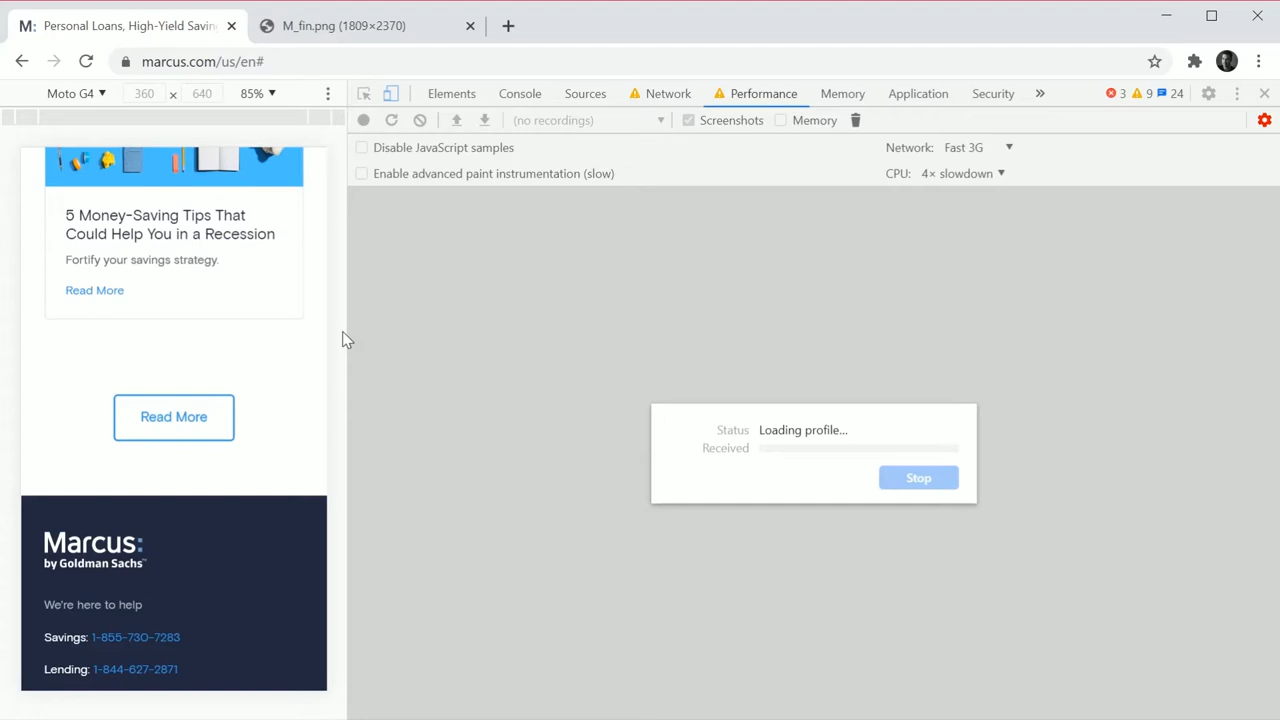 M: Personal Loans, High-Yield Savin
M_fin.png (1809×2370)
marcus.com/us/en#
Moto G4 360 x 640 85%
Elements Console Sources Network Performance Memory Application Security » 3 9 24
(no recordings) Screenshots Memory
Disable JavaScript samples Network: Fast 3G
Enable advanced paint instrumentation (slow) CPU: 4× slowdown
5 Money-Saving Tips That
Could Help You in a Recession
Fortify your savings strategy.
Read More
Read More
Marcus:
by Goldman Sachs™
We're here to help
Savings: 1-855-730-7283
Lending: 1-844-627-2871
Status Loading profile...
Received
Stop